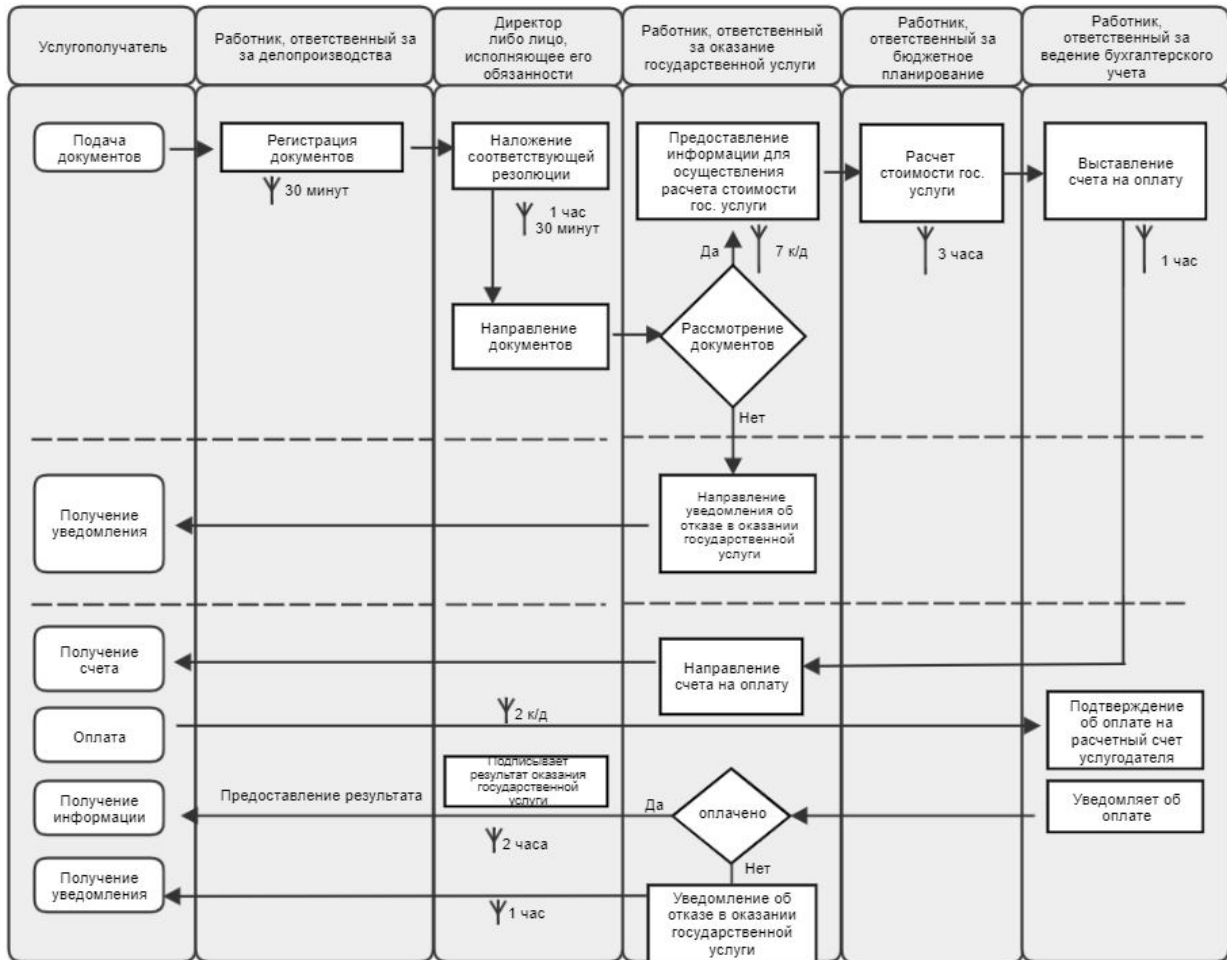 Услугополучатель
Работник, ответственный за
за делопроизводства
Директор
либо лицо,
исполняющее его
обязанности
Работник, ответственный
за оказание
государственной услуги
Работник,
ответственный за
бюджетное
планирование
Работник,
ответственный за
ведение бухгалтерского
учета
Подача
документов
Регистрация
документов
30 минут
Наложение
соответствующей
резолюции
1 час
30 минут
Предоставление
информации для
осуществления
расчета стоимости
гос. услуги
Да
7 к/д
Расчет
стоимости гос.
услуги
3 часа
Выставление
счета на оплату
1 час
Направление
документов
Рассмотрение
документов
Нет
Получение
уведомления
Направление
уведомления об
отказе в оказании
государственной
услуги
Получение
счета
Направление
счета на оплату
Оплата
2 к/д
Подтверждение
об оплате на
расчетный счет
услугодателя
Подписывает
результат оказания
государственной
услуги
Получение
информации
Предоставление результата
Да
оплачено
Уведомляет об
оплате
2 часа
Нет
Получение
уведомления
1 час
Уведомление об
отказе в оказании
государственной
услуги